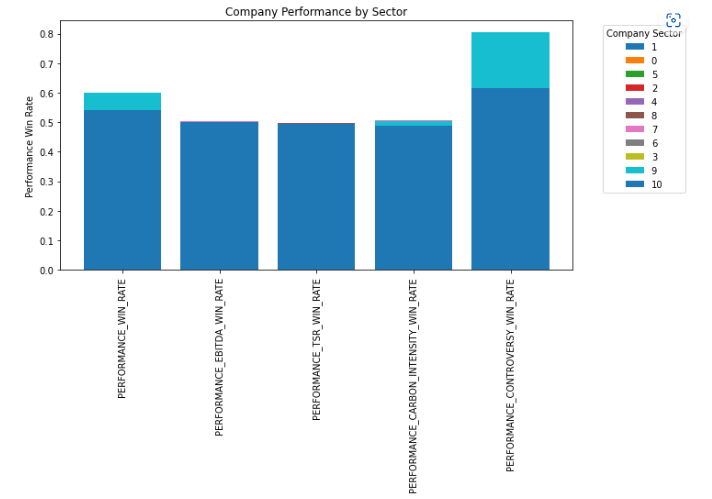 Company Performance by Sector
Performance Win Rate
0.8
0.7
0.6
0.5
0.4
0.3
0.2
0.1
0.0
PERFORMANCE_WIN_RATE
PERFORMANCE_EBITDA_WIN_RATE
PERFORMANCE_TSR_WIN_RATE
PERFORMANCE_CARBON_INTENSITY_WIN_RATE
PERFORMANCE_CONTROVERSY_WIN_RATE
Company Sector
1
0
5
2
4
8
7
6
3
9
10